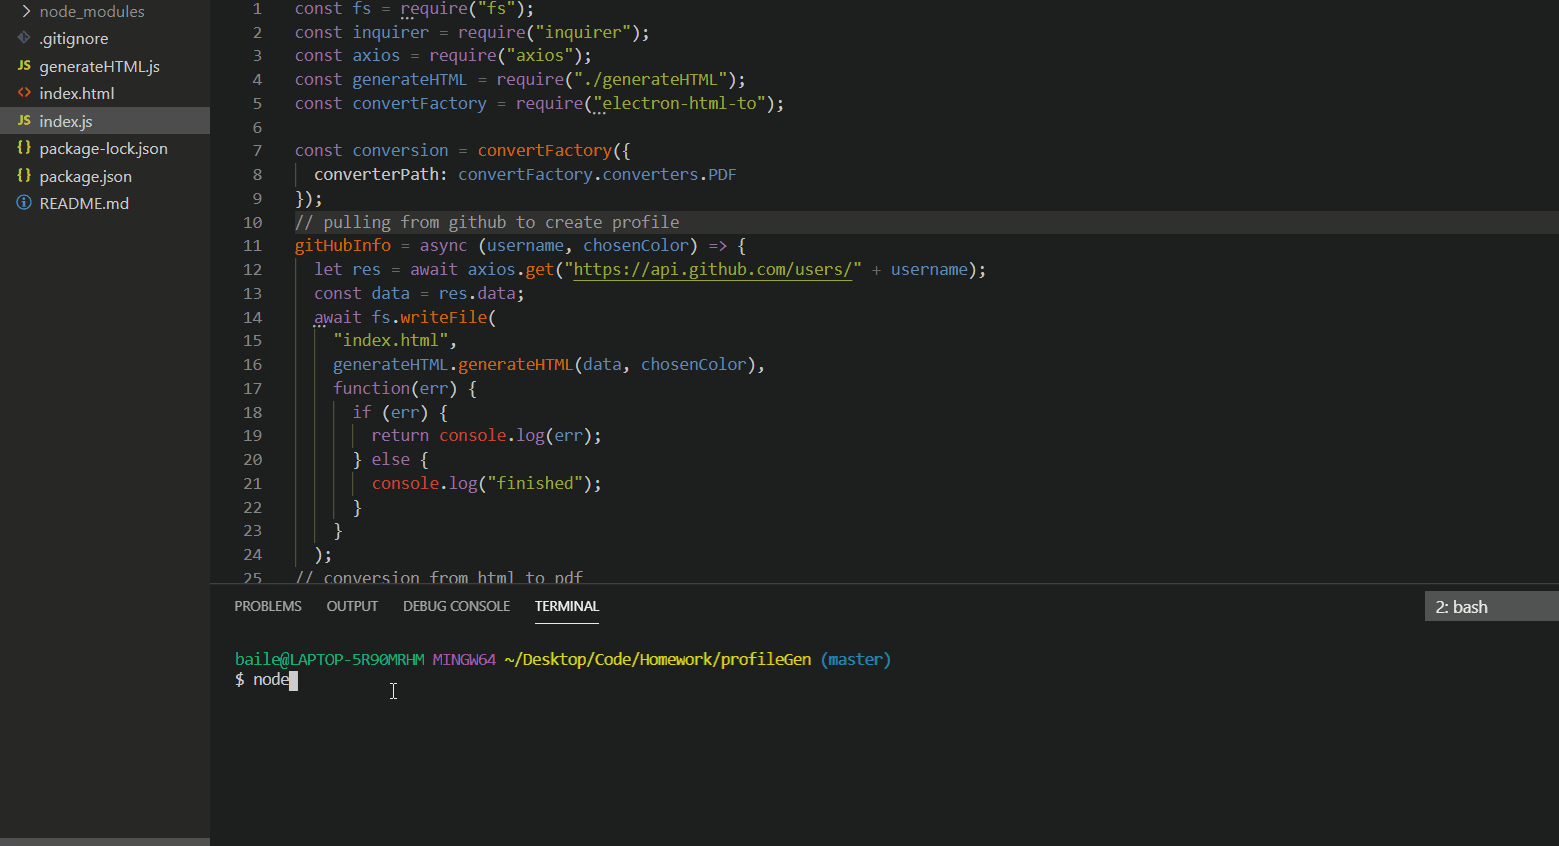 node_modules
.gitignore
JS generateHTML.js
<> index.html
JS index.js
{} package-lock.json
{} package.json
README.md
1 const fs = require("fs");
2 const inquirer = require("inquirer");
3 const axios = require("axios");
4 const generateHTML = require("./generateHTML");
5 const convertFactory = require("electron-html-to");
6
7 const conversion = convertFactory({
8 converterPath: convertFactory.converters.PDF
9 });
10 // pulling from github to create profile
11 gitHubInfo = async (username, chosenColor) => {
12 let res = await axios.get("https://api.github.com/users/" + username);
13 const data = res.data;
14 await fs.writeFile(
15 "index.html",
16 generateHTML.generateHTML(data, chosenColor),
17 function(err) {
18 if (err) {
19 return console.log(err);
20 } else {
21 console.log("finished");
22 }
23 }
24 );
25 // conversion from html to pdf
PROBLEMS OUTPUT DEBUG CONSOLE TERMINAL 2: bash
baile@LAPTOP-5R90MRHM MINGW64 ~/Desktop/Code/Homework/profileGen (master)
$ node